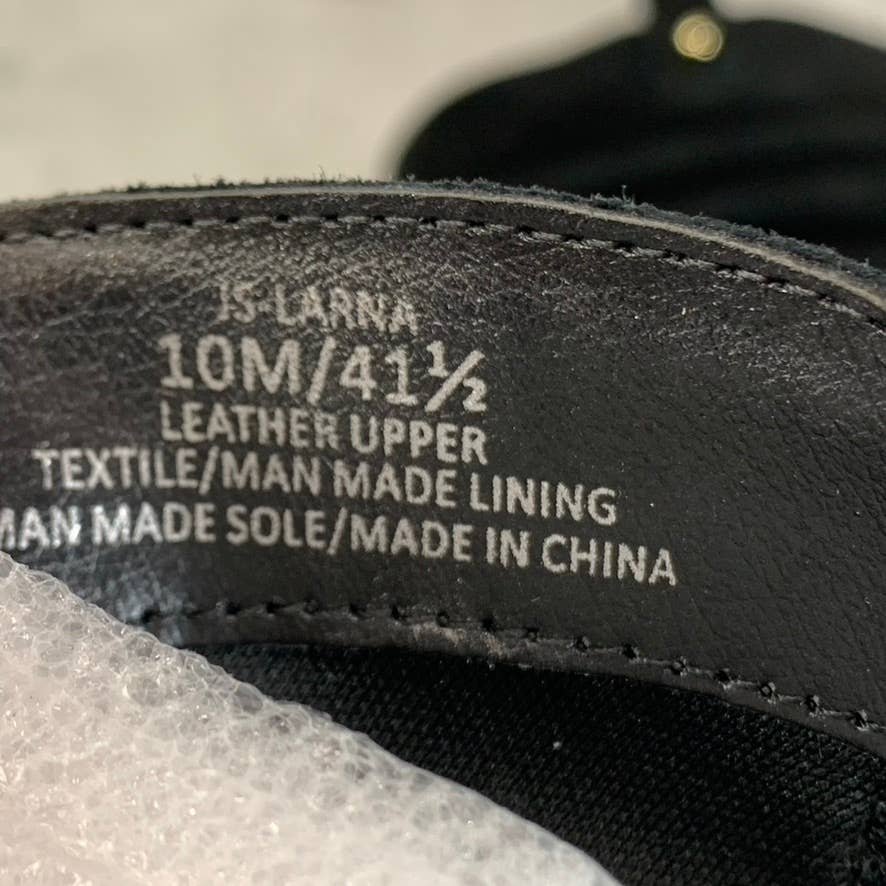 JS-LARNA
10M/41½
LEATHER UPPER
TEXTILE/MAN MADE LINING
MAN MADE SOLE/MADE IN CHINA